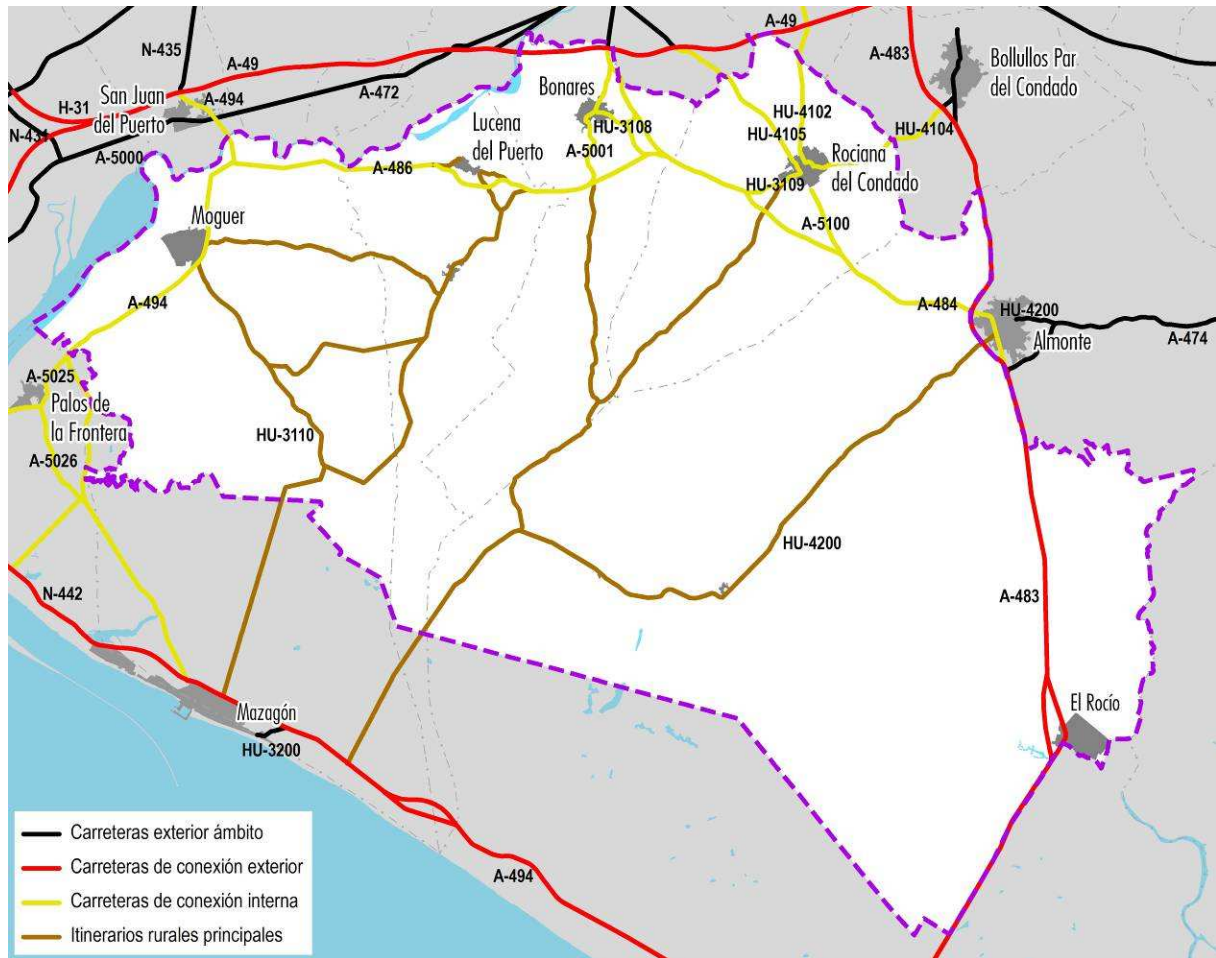 A-49
N-435
A-483
A-49
Bollullos Par
del Condado
A-472
San Juan
del Puerto
A-494
H-31
Bonares
N-431
HU-4102
HU-3108
Lucena
del Puerto
HU-4105
HU-4104
A-5000
A-5001
Rociana
del Condado
A-486
HU-3109
Moguer
A-5100
A-494
A-484
HU-4200
Almonte
A-474
A-5025
Palos de
la Frontera
HU-3110
A-5026
HU-4200
N-442
A-483
El Rocío
Mazagón
HU-3200
A-494
Carreteras exterior ámbito
Carreteras de conexión exterior
Carreteras de conexión interna
Itinerarios rurales principales